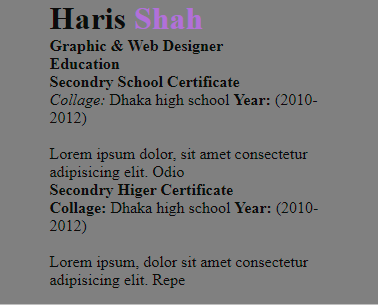 Haris Shah
Graphic & Web Designer
Education
Secondry School Certificate
Collage: Dhaka high school Year: (2010-
2012)
Lorem ipsum dolor, sit amet consectetur
adipisicing elit. Odio
Secondry Higer Certificate
Collage: Dhaka high school Year: (2010-
2012)
Lorem ipsum, dolor sit amet consectetur
adipisicing elit. Repe